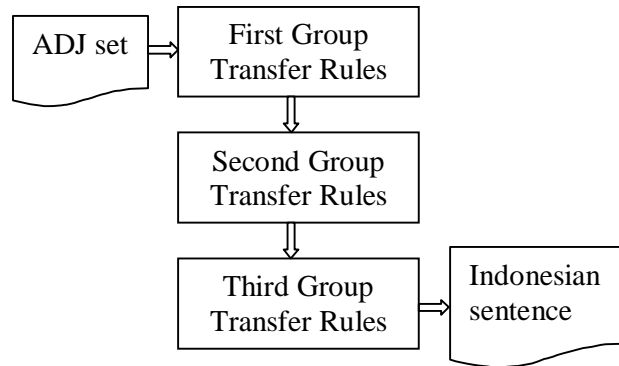 ADJ set
First Group
Transfer Rules
Second Group
Transfer Rules
Third Group
Transfer Rules
Indonesian
sentence